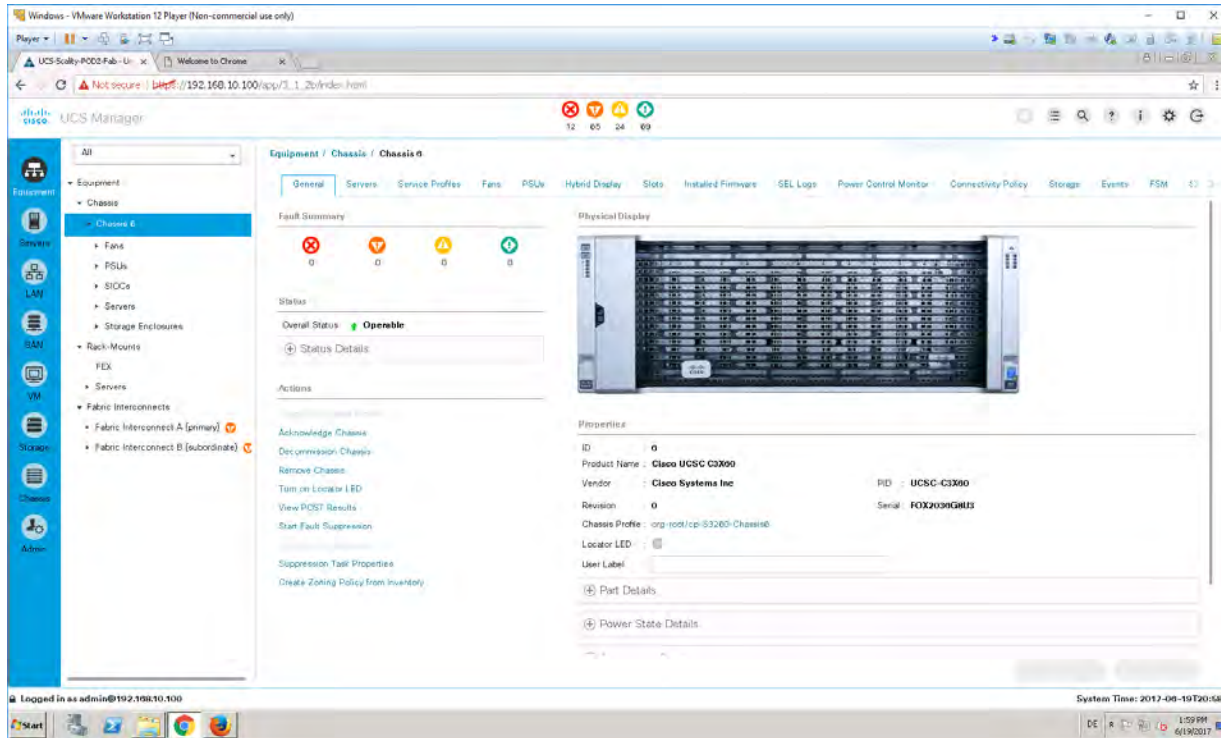 Windows - VMware Workstation 12 Player (Non-commercial use only)
Player
UCS-Scality-POD2-Fab - U
Welcome to Chrome
Not secure | https://192.168.10.100/app/3_1_2b/index.html
cisco UCS Manager
12 65 24 69
Equipment
Servers
LAN
SAN
VM
Storage
Chassis
Admin
All
Equipment
Chassis
Chassis 6
Fans
PSUs
SIOCs
Servers
Storage Enclosures
Rack-Mounts
FEX
Servers
Fabric Interconnects
Fabric Interconnect A (primary)
Fabric Interconnect B (subordinate)
Equipment / Chassis / Chassis 6
General Servers Service Profiles Fans PSUs Hybrid Display Slots Installed Firmware SEL Logs Power Control Monitor Connectivity Policy Storage Events FSM
Fault Summary
0 0 0 0
Status
Overall Status : Operable
Status Details
Actions
Acknowledge Chassis
Decommission Chassis
Remove Chassis
Turn on Locator LED
View POST Results
Start Fault Suppression
Suppression Task Properties
Create Zoning Policy from Inventory
Physical Display
Properties
ID : 6
Product Name : Cisco UCSC C3X60
Vendor : Cisco Systems Inc PID : UCSC-C3X60
Revision : 0 Serial : FOX2036G8U3
Chassis Profile : org-root/cp-S3260-Chassis6
Locator LED :
User Label :
Part Details
Power State Details
Logged in as admin@192.168.10.100
System Time: 2017-06-19T20:58
Start
DE
1:59 PM
6/19/2017